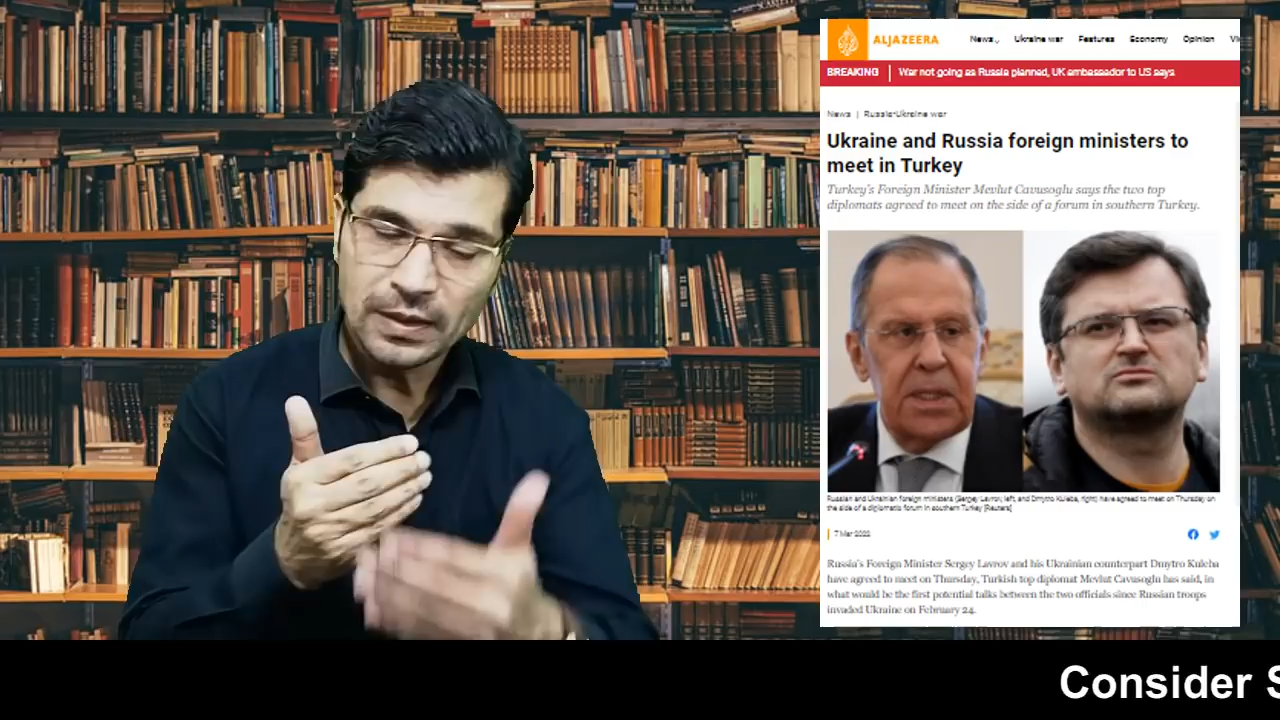 ALJAZEERA
News Ukraine war Features Economy Opinion
BREAKING War not going as Russia planned, UK ambassador to US says
News | Russia-Ukraine war
Ukraine and Russia foreign ministers to
meet in Turkey
Turkey's Foreign Minister Mevlut Cavusoglu says the two top
diplomats agreed to meet on the side of a forum in southern Turkey.
Russian and Ukrainian foreign ministers (Sergey Lavrov, left, and Dmytro Kuleba, right) have agreed to meet on Thursday on
the side of a diplomatic forum in southern Turkey [Reuters]
7 Mar 2022
Russia's Foreign Minister Sergey Lavrov and his Ukrainian counterpart Dmytro Kuleba
have agreed to meet on Thursday, Turkish top diplomat Mevlut Cavusoglu has said, in
what would be the first potential talks between the two officials since Russian troops
invaded Ukraine on February 24.
Consider S